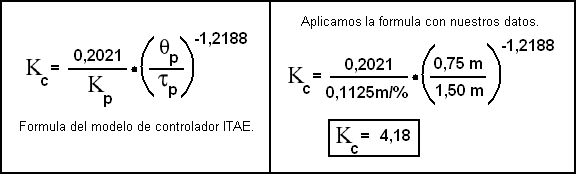 K_c = 0,2021 / K_p * (θ_p / τ_p)^-1,2188
Formula del modelo de controlador ITAE.
Aplicamos la formula con nuestros datos.
K_c = 0,2021 / 0,1125m/% * (0,75 m / 1,50 m)^-1,2188
K_c = 4,18